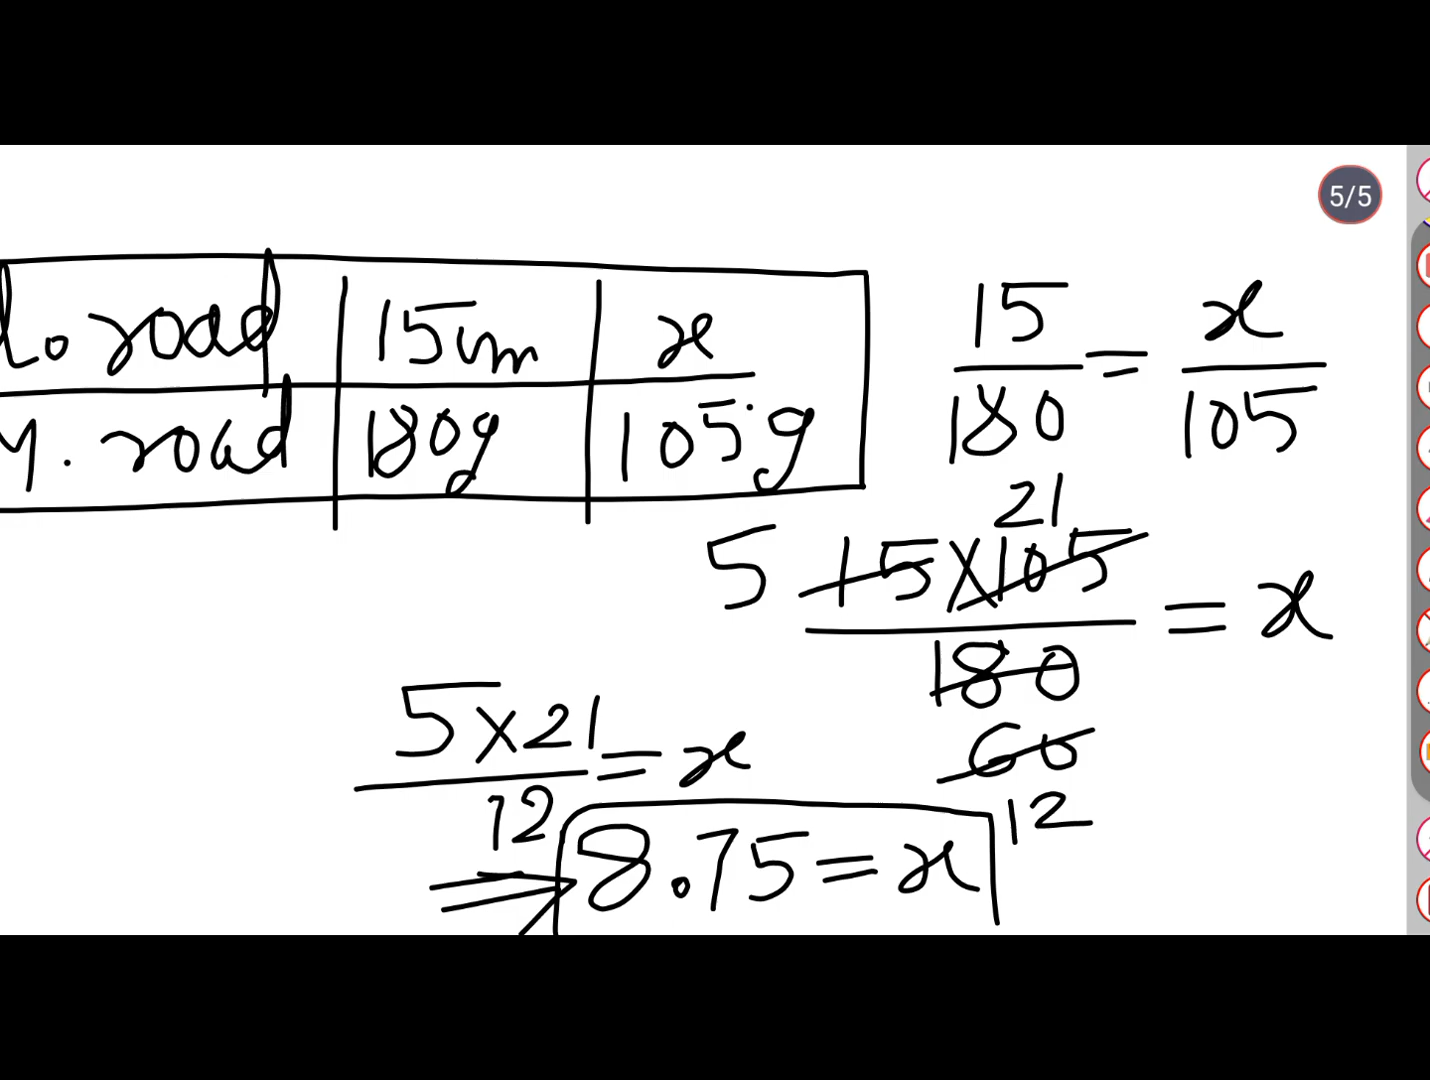 5/5
l. road 15cm x
M. road 180g 105g
15/180 = x/105
21
5 15×105/180 = x
60
12
5×21/12 = x
⇒ 8.75 = x